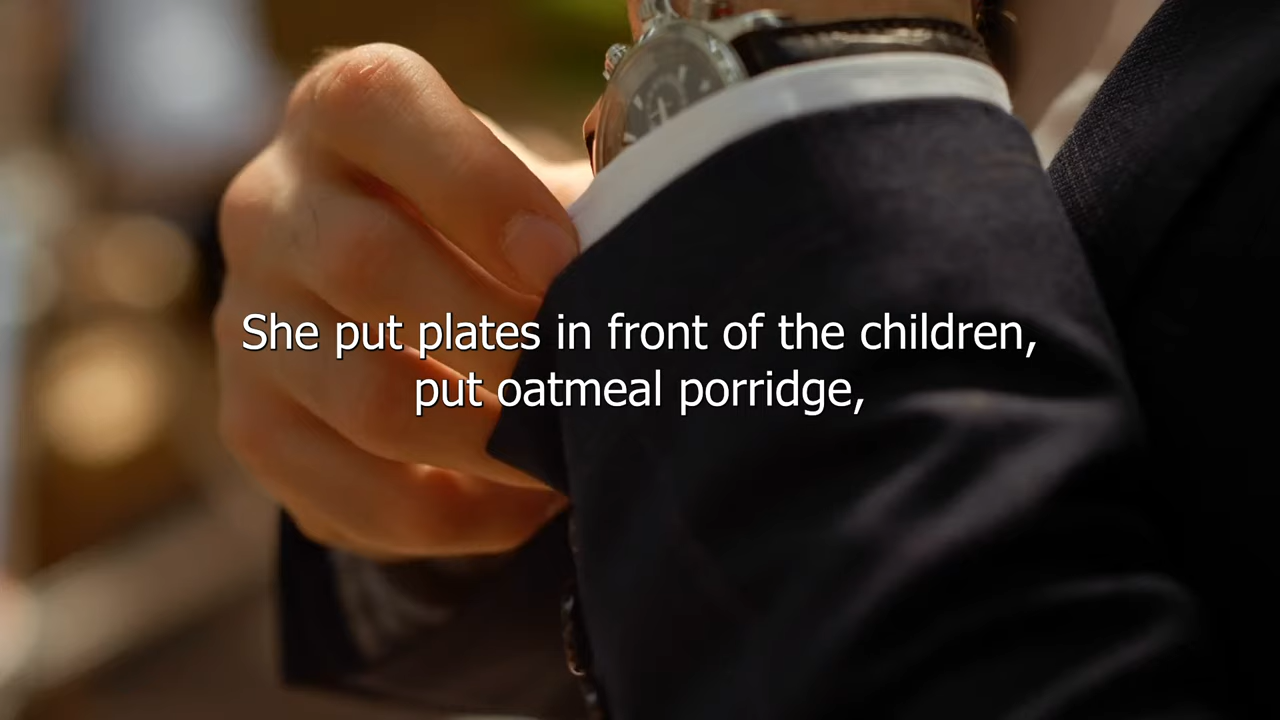 She put plates in front of the children,
put oatmeal porridge,